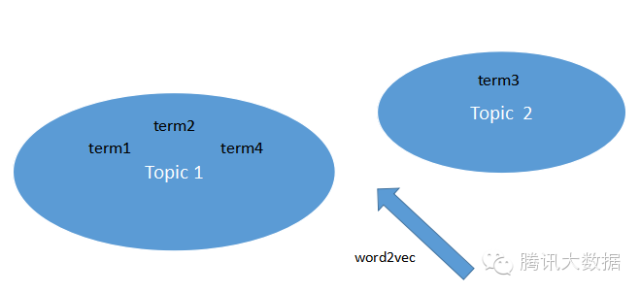 term3
Topic 2
term2
term1
term4
Topic 1
word2vec
腾讯大数据